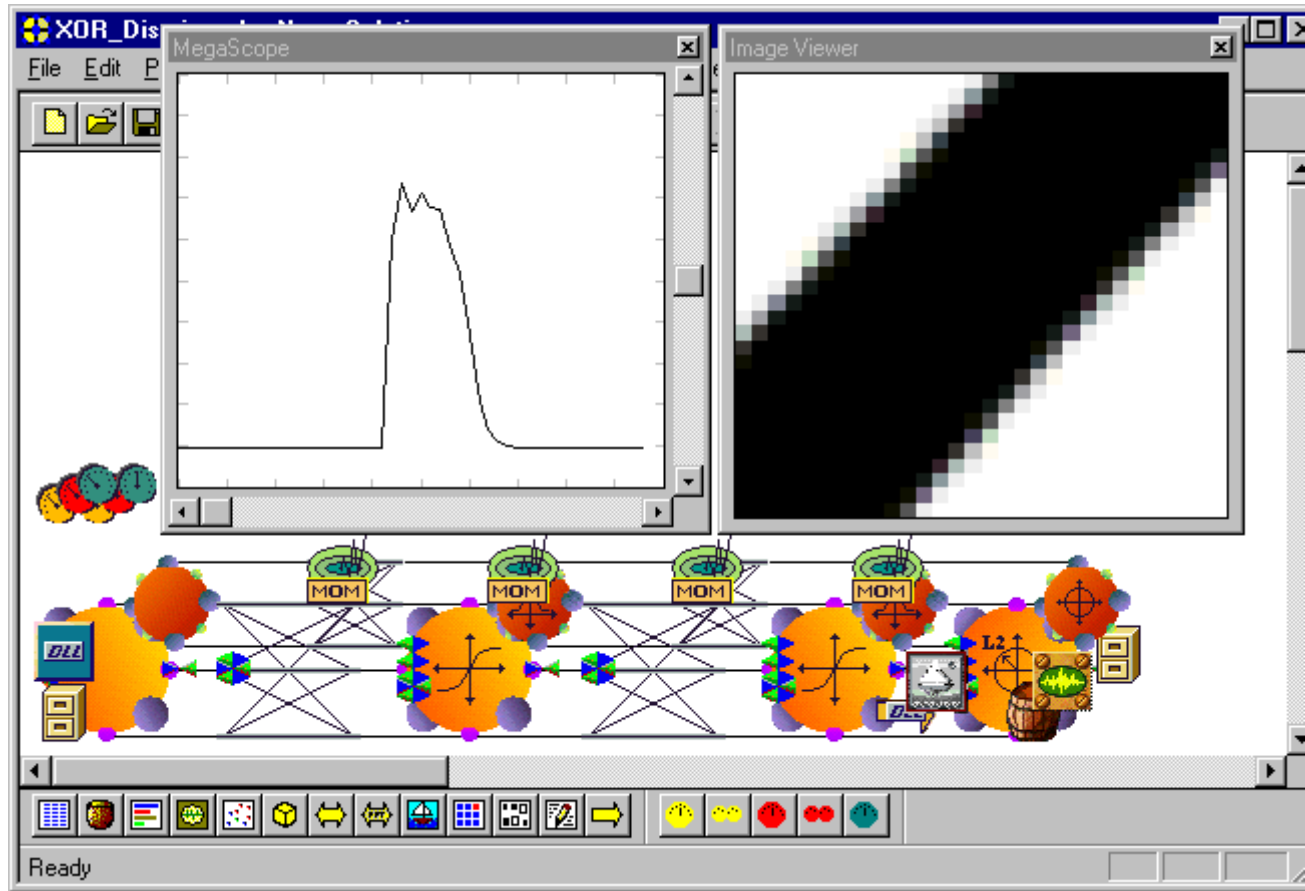 XOR_Dis
MegaScope
Image Viewer
File Edit P
MOM MOM MOM MOM
DLL
L2
DLL
Ready